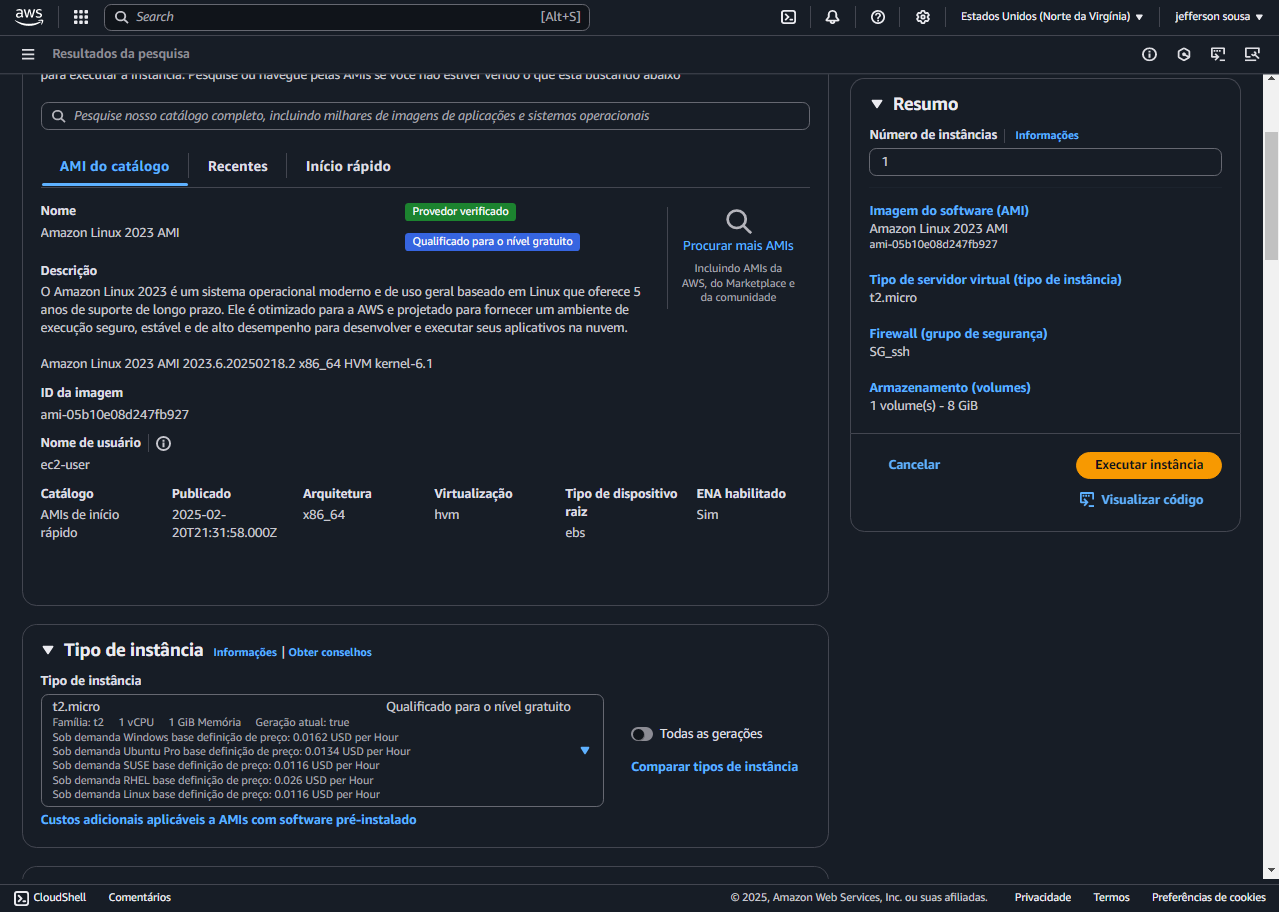 aws
Search
[Alt+S]
Estados Unidos (Norte da Virgínia)
jefferson sousa
Resultados da pesquisa
para executar a instância. Pesquise ou navegue pelas AMIs se você não estiver vendo o que está buscando abaixo
Pesquise nosso catálogo completo, incluindo milhares de imagens de aplicações e sistemas operacionais
AMI do catálogo
Recentes
Início rápido
Nome
Amazon Linux 2023 AMI
Provedor verificado
Qualificado para o nível gratuito
Procurar mais AMIs
Incluindo AMIs da
AWS, do Marketplace e
da comunidade
Descrição
O Amazon Linux 2023 é um sistema operacional moderno e de uso geral baseado em Linux que oferece 5
anos de suporte de longo prazo. Ele é otimizado para a AWS e projetado para fornecer um ambiente de
execução seguro, estável e de alto desempenho para desenvolver e executar seus aplicativos na nuvem.
Amazon Linux 2023 AMI 2023.6.20250218.2 x86_64 HVM kernel-6.1
ID da imagem
ami-05b10e08d247fb927
Nome de usuário
ec2-user
Catálogo
AMIs de início
rápido
Publicado
2025-02-
20T21:31:58.000Z
Arquitetura
x86_64
Virtualização
hvm
Tipo de dispositivo
raiz
ebs
ENA habilitado
Sim
Tipo de instância
Informações | Obter conselhos
Tipo de instância
t2.micro
Qualificado para o nível gratuito
Família: t2 1 vCPU 1 GiB Memória Geração atual: true
Sob demanda Windows base definição de preço: 0.0162 USD per Hour
Sob demanda Ubuntu Pro base definição de preço: 0.0134 USD per Hour
Sob demanda SUSE base definição de preço: 0.0116 USD per Hour
Sob demanda RHEL base definição de preço: 0.026 USD per Hour
Sob demanda Linux base definição de preço: 0.0116 USD per Hour
Todas as gerações
Comparar tipos de instância
Custos adicionais aplicáveis a AMIs com software pré-instalado
Resumo
Número de instâncias
Informações
1
Imagem do software (AMI)
Amazon Linux 2023 AMI
ami-05b10e08d247fb927
Tipo de servidor virtual (tipo de instância)
t2.micro
Firewall (grupo de segurança)
SG_ssh
Armazenamento (volumes)
1 volume(s) - 8 GiB
Cancelar
Executar instância
Visualizar código
CloudShell
Comentários
© 2025, Amazon Web Services, Inc. ou suas afiliadas.
Privacidade
Termos
Preferências de cookies